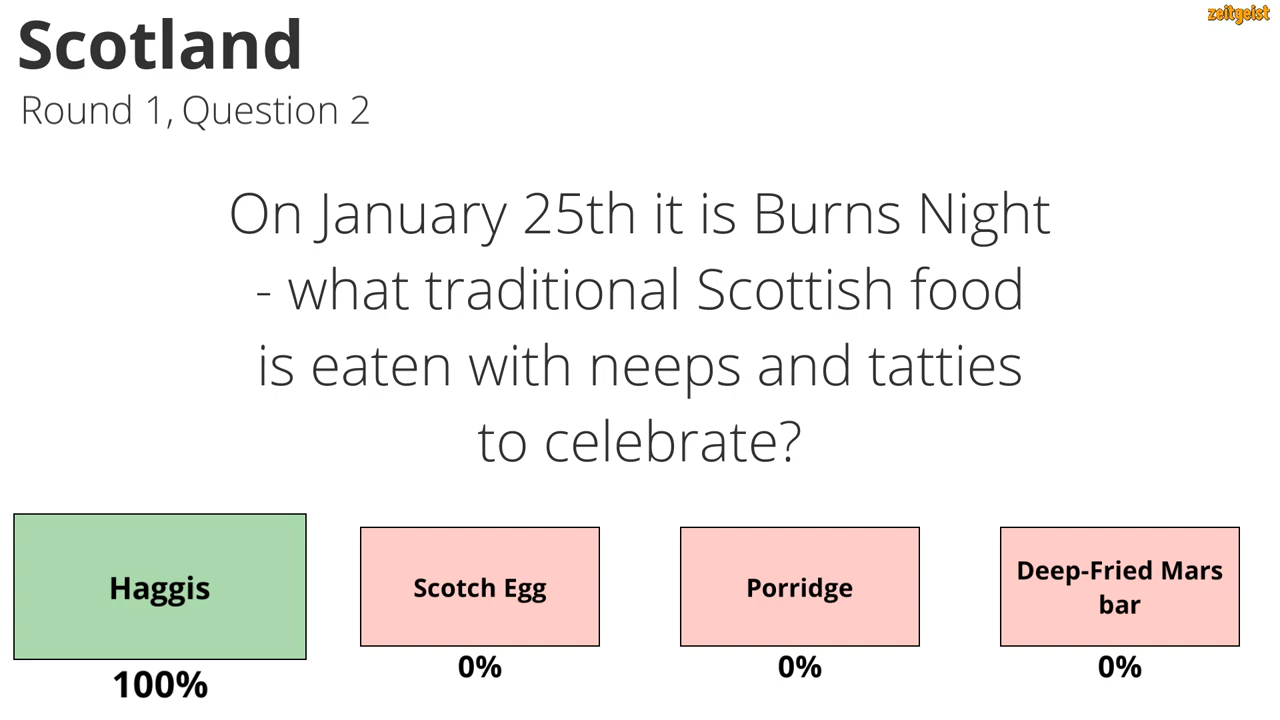 zeitgeist
Scotland
Round 1, Question 2
On January 25th it is Burns Night
- what traditional Scottish food
is eaten with neeps and tatties
to celebrate?
Haggis
Scotch Egg
Porridge
Deep-Fried Mars
bar
100%
0%
0%
0%